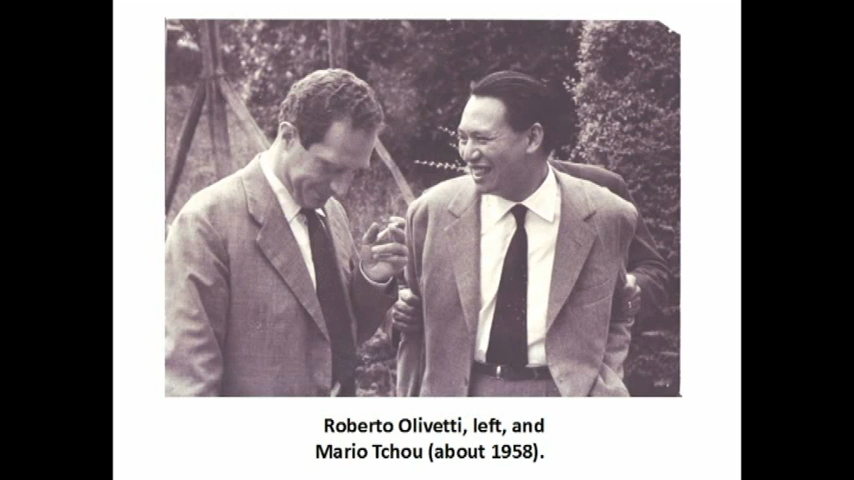 Roberto Olivetti, left, and
Mario Tchou (about 1958).